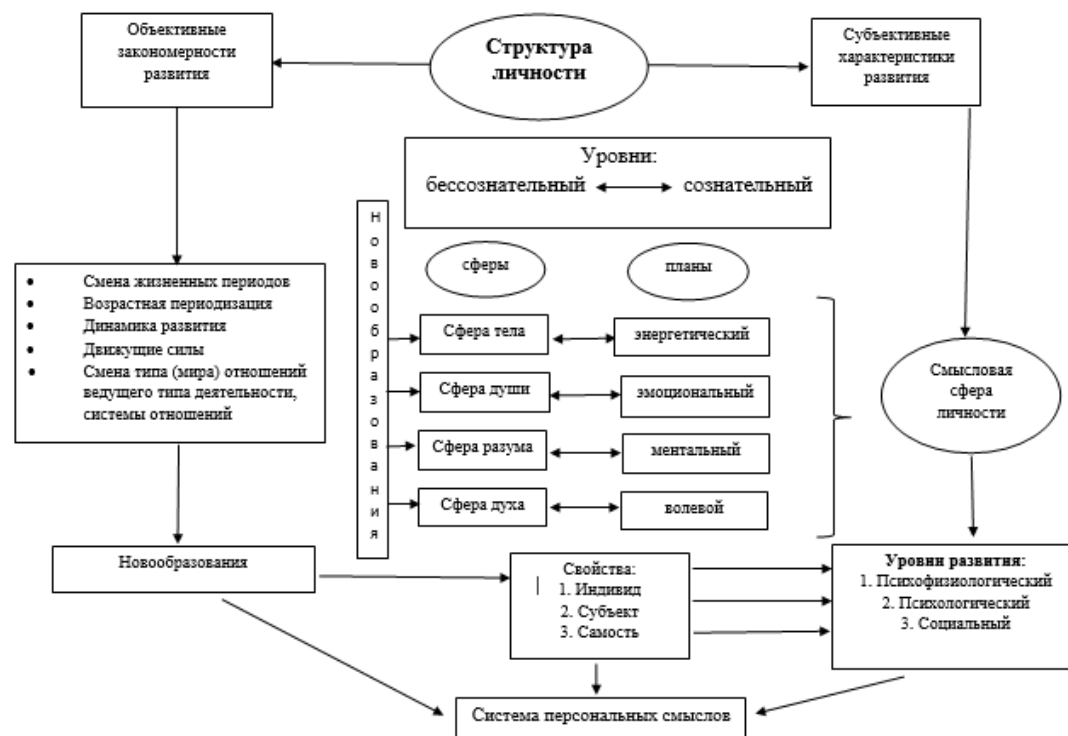 Объективные
закономерности
развития
Структура
личности
Субъективные
характеристики
развития
Уровни:
бессознательный сознательный
Новообразования
сферы
планы
• Смена жизненных периодов
• Возрастная периодизация
• Динамика развития
• Движущие силы
• Смена типа (мира) отношений
ведущего типа деятельности,
системы отношений
Сфера тела
энергетический
Сфера души
эмоциональный
Сфера разума
ментальный
Сфера духа
волевой
Смысловая
сфера
личности
Новообразования
Свойства:
1. Индивид
2. Субъект
3. Самость
Уровни развития:
1. Психофизиологический
2. Психологический
3. Социальный
Система персональных смыслов